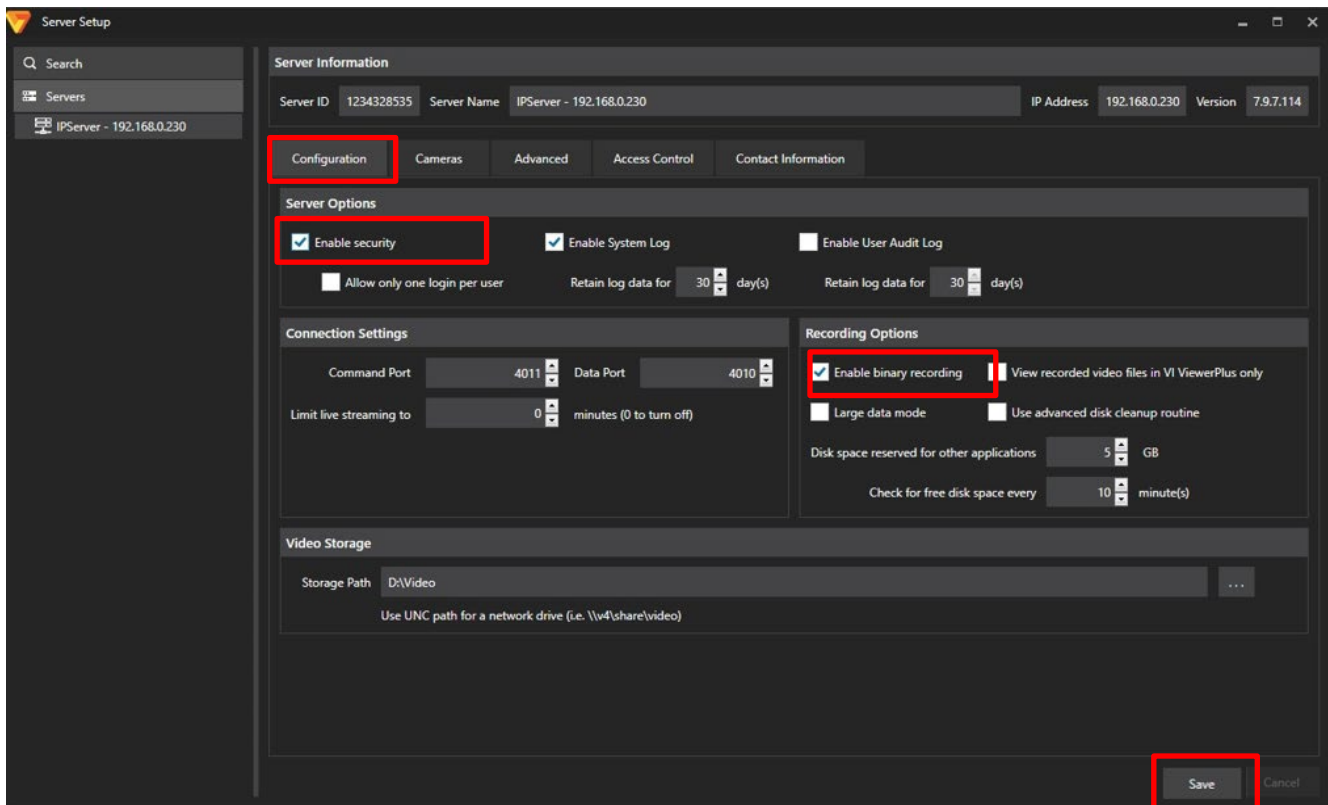 Server Setup
Search
Servers
IPServer - 192.168.0.230
Server Information
Server ID 1234328535 Server Name IPServer - 192.168.0.230 IP Address 192.168.0.230 Version 7.9.7.114
Configuration Cameras Advanced Access Control Contact Information
Server Options
Enable security Enable System Log Enable User Audit Log
Allow only one login per user Retain log data for 30 day(s) Retain log data for 30 day(s)
Connection Settings
Command Port 4011 Data Port 4010
Limit live streaming to 0 minutes (0 to turn off)
Recording Options
Enable binary recording View recorded video files in VI ViewerPlus only
Large data mode Use advanced disk cleanup routine
Disk space reserved for other applications 5 GB
Check for free disk space every 10 minute(s)
Video Storage
Storage Path D:\Video ...
Use UNC path for a network drive (i.e. \\v4\share\video)
Save Cancel